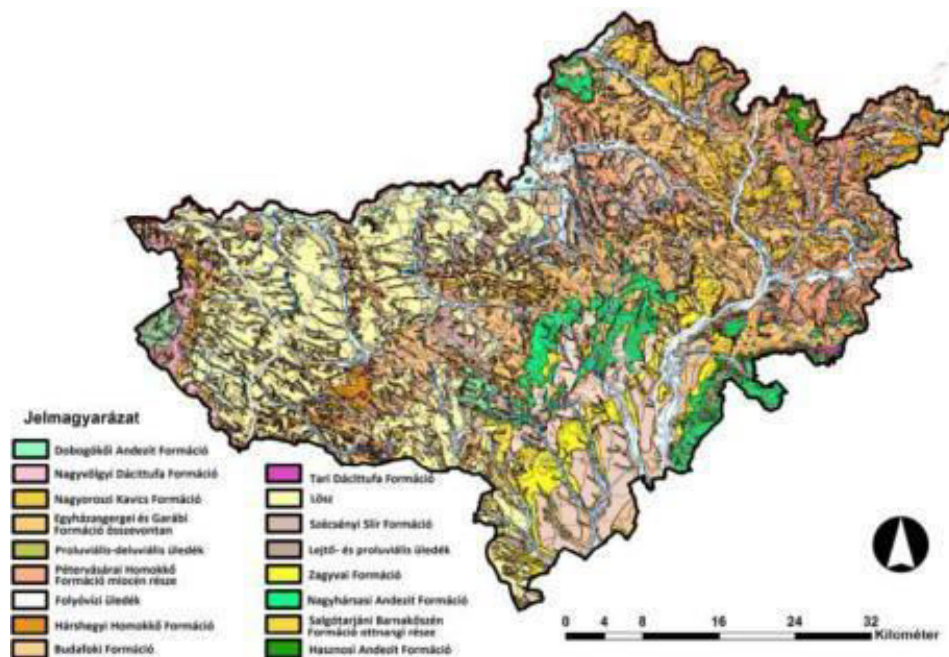 Jelmagyarázat
Dobogókői Andezit Formáció
Nagyvölgyi Dácittufa Formáció
Nagyoroszi Kavics Formáció
Egyházasgergei és Garábi
Formáció összevontan
Proluviális-deluviális üledék
Pétervásárai Homokkő
Formáció miocén része
Folyóvízi üledék
Hárshegyi Homokkő Formáció
Budafoki Formáció
Tari Dácittufa Formáció
Lösz
Szécsényi Slír Formáció
Lejtő- és proluviális üledék
Zagyvai Formáció
Nagyhársasi Andezit Formáció
Salgótarjáni Barnakőszén
Formáció ottnangi része
Hasznosi Andezit Formáció
0 4 8 16 24 32
Kilométer